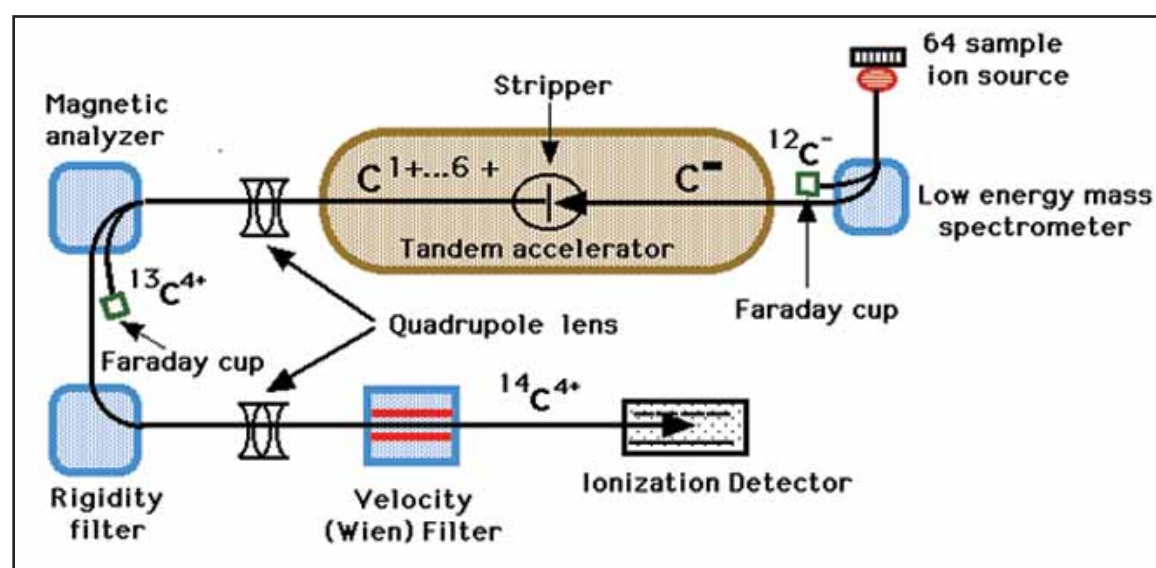 64 sample
ion source
Stripper
Magnetic
analyzer
12C-
C 1+...6 +
C-
Low energy mass
spectrometer
Tandem accelerator
13C4+
Faraday cup
Quadrupole lens
Faraday cup
14C4+
Ionization Detector
Rigidity
filter
Velocity
(Wien) Filter